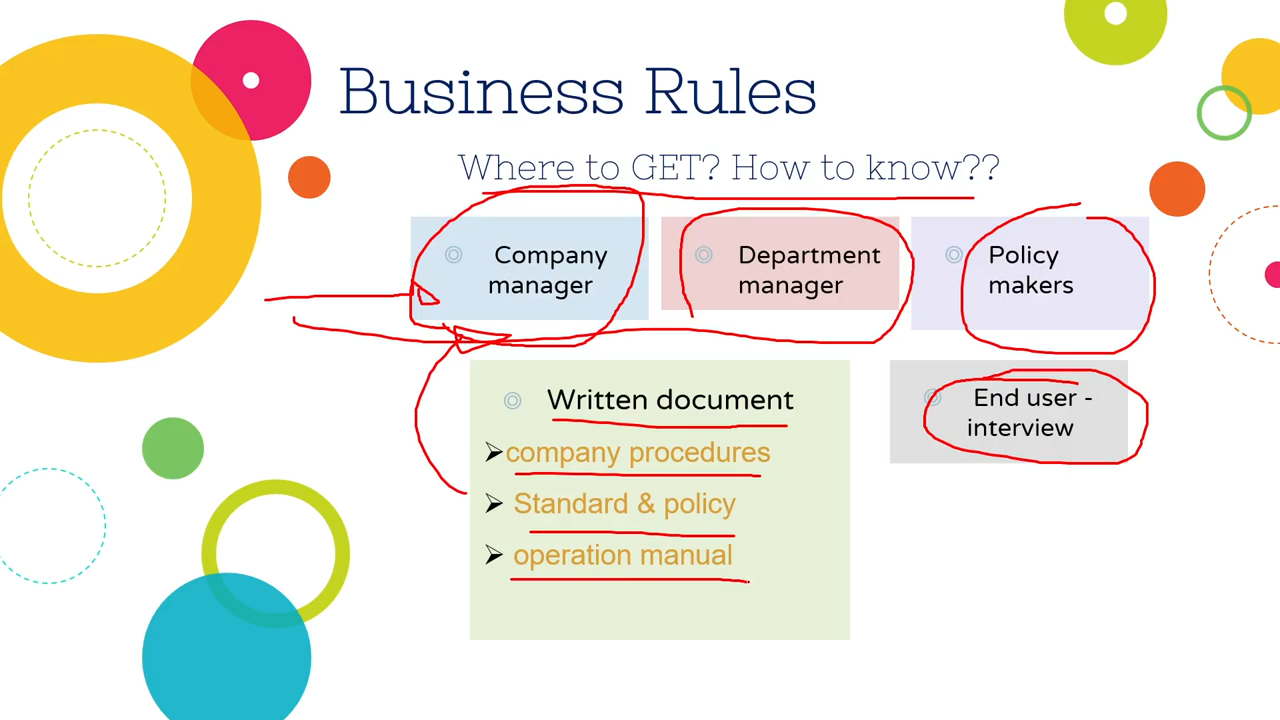 Business Rules
Where to GET? How to know??
Company
manager
Department
manager
Policy
makers
Written document
company procedures
Standard & policy
operation manual
End user -
interview